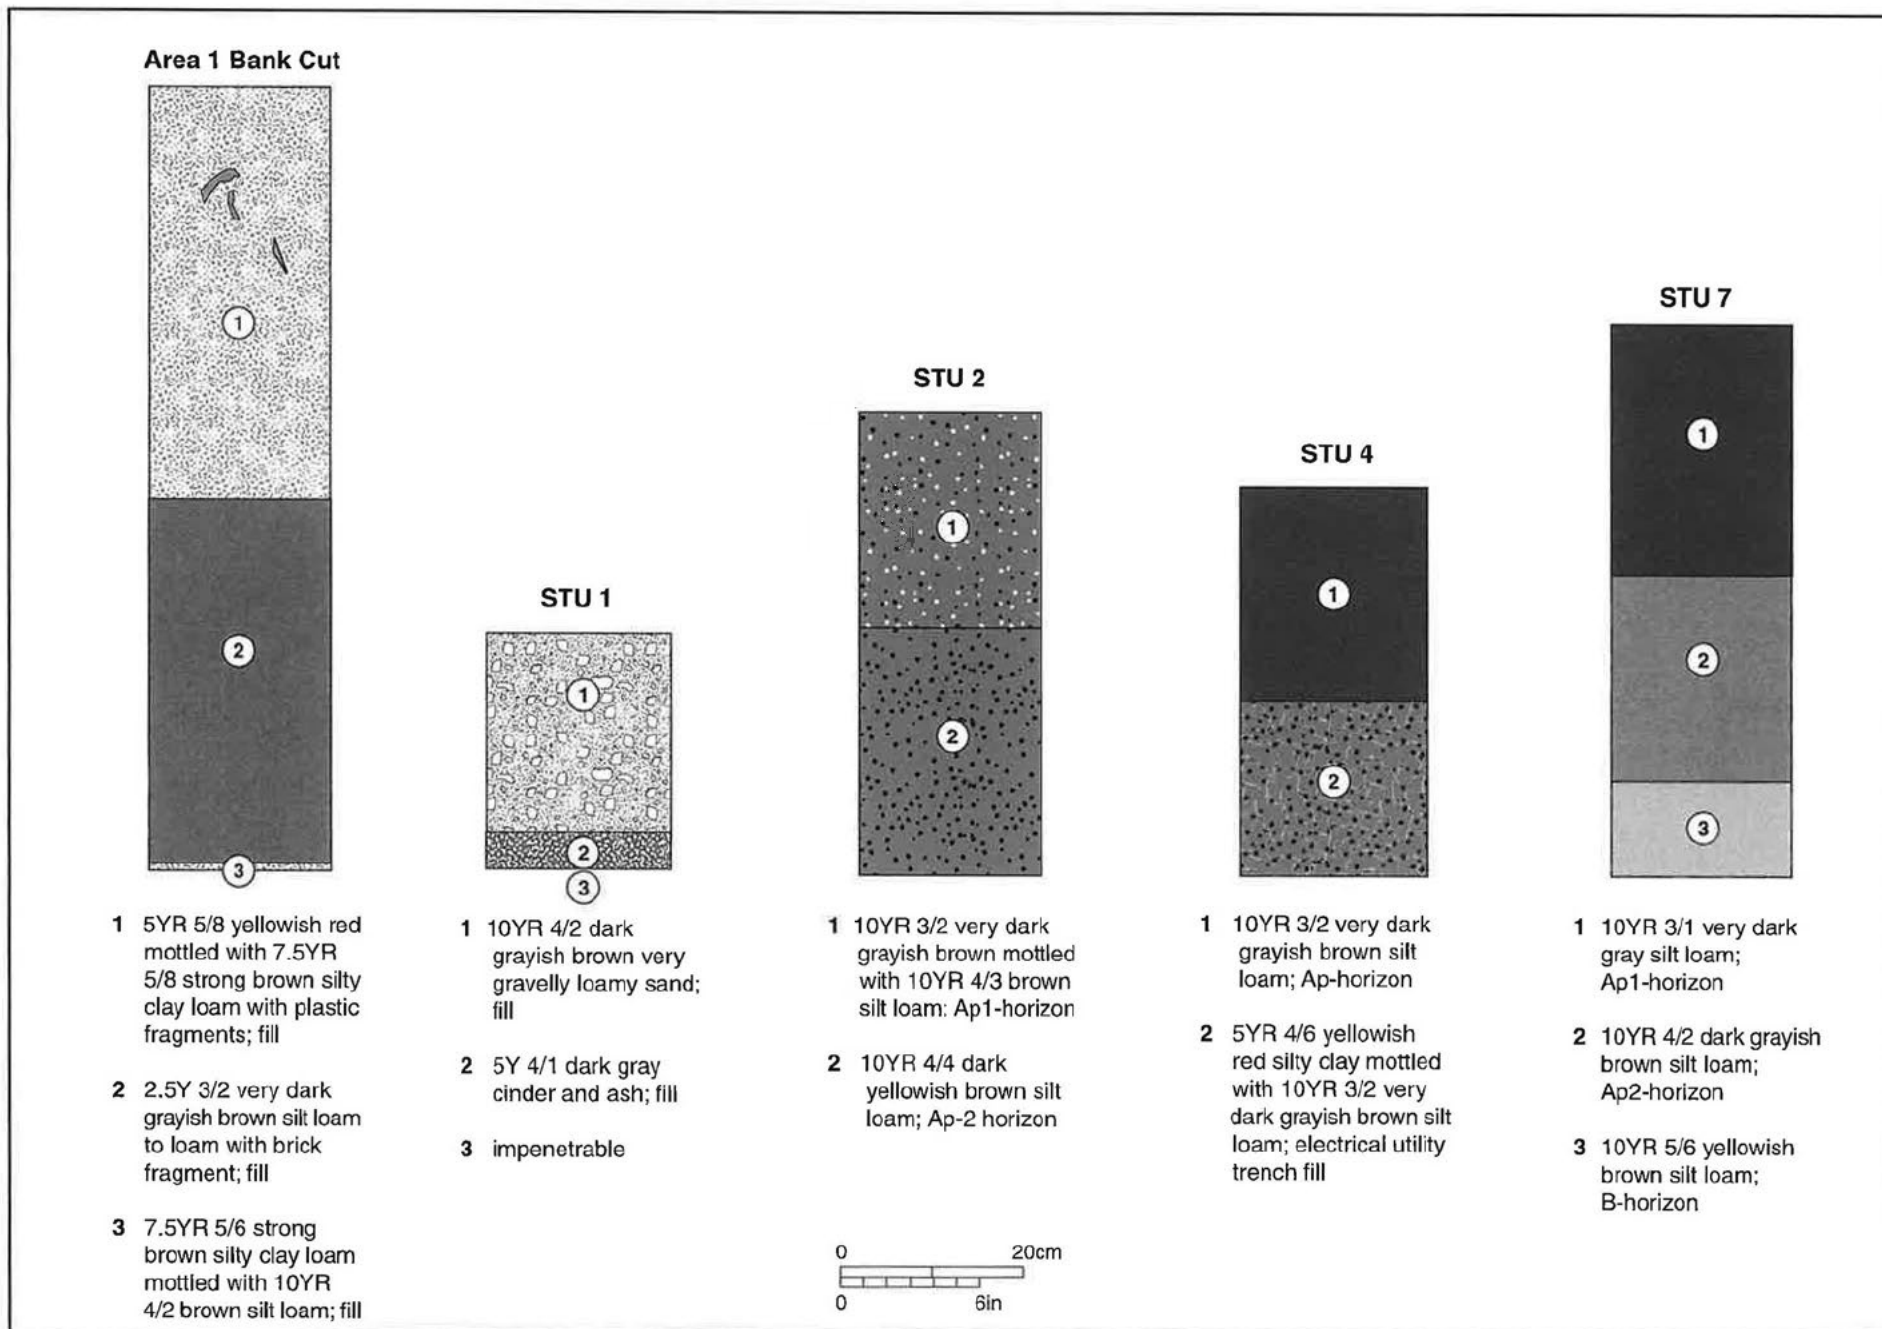 Area 1 Bank Cut
1
2
3
1 5YR 5/8 yellowish red
mottled with 7.5YR
5/8 strong brown silty
clay loam with plastic
fragments; fill
2 2.5Y 3/2 very dark
grayish brown silt loam
to loam with brick
fragment; fill
3 7.5YR 5/6 strong
brown silty clay loam
mottled with 10YR
4/2 brown silt loam; fill
STU 1
1
2
3
1 10YR 4/2 dark
grayish brown very
gravelly loamy sand;
fill
2 5Y 4/1 dark gray
cinder and ash; fill
3 impenetrable
STU 2
1
2
1 10YR 3/2 very dark
grayish brown mottled
with 10YR 4/3 brown
silt loam: Ap1-horizon
2 10YR 4/4 dark
yellowish brown silt
loam; Ap-2 horizon
STU 4
1
2
1 10YR 3/2 very dark
grayish brown silt
loam; Ap-horizon
2 5YR 4/6 yellowish
red silty clay mottled
with 10YR 3/2 very
dark grayish brown silt
loam; electrical utility
trench fill
STU 7
1
2
3
1 10YR 3/1 very dark
gray silt loam;
Ap1-horizon
2 10YR 4/2 dark grayish
brown silt loam;
Ap2-horizon
3 10YR 5/6 yellowish
brown silt loam;
B-horizon
0 20cm
0 6in